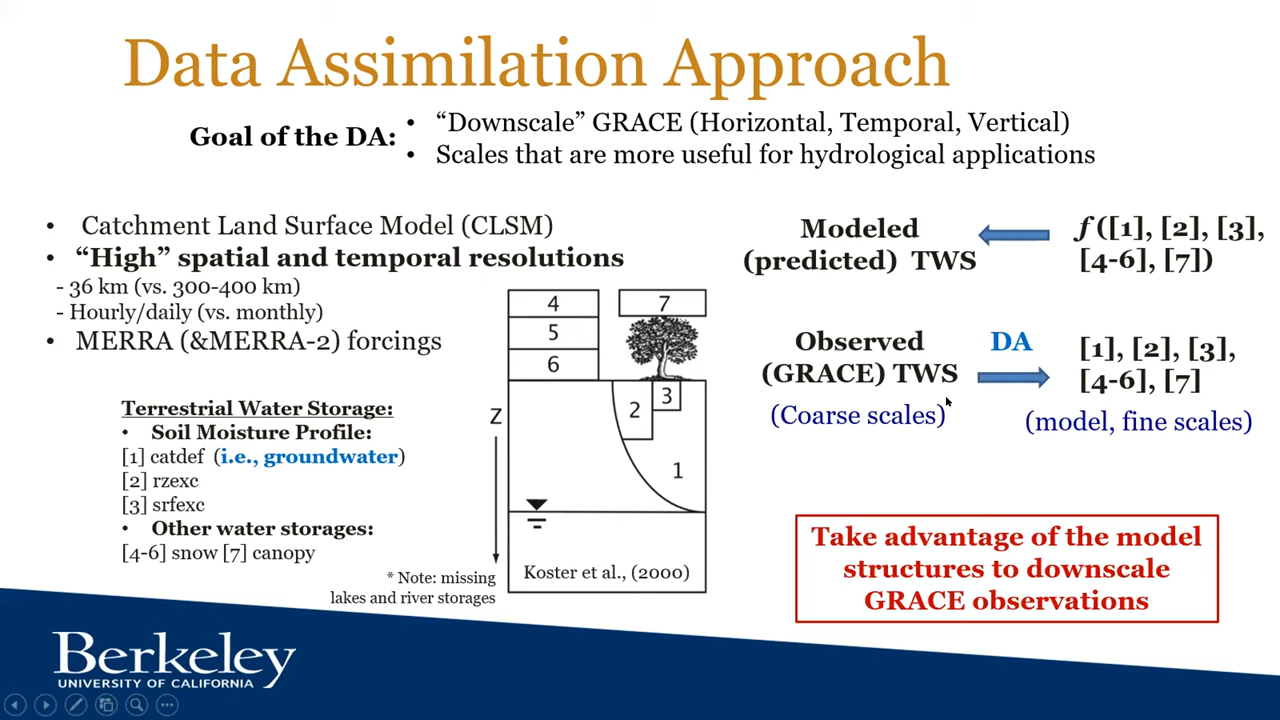 Data Assimilation Approach
Goal of the DA:
• “Downscale” GRACE (Horizontal, Temporal, Vertical)
• Scales that are more useful for hydrological applications
• Catchment Land Surface Model (CLSM)
• “High” spatial and temporal resolutions
- 36 km (vs. 300-400 km)
- Hourly/daily (vs. monthly)
• MERRA (&MERRA-2) forcings
Terrestrial Water Storage:
• Soil Moisture Profile:
[1] catdef (i.e., groundwater)
[2] rzexc
[3] srfexc
• Other water storages:
[4-6] snow [7] canopy
* Note: missing
lakes and river storages
4
5
6
7
3
2
1
Z
Koster et al., (2000)
Modeled
(predicted) TWS
f ([1], [2], [3],
[4-6], [7])
Observed
(GRACE) TWS
(Coarse scales)
DA
[1], [2], [3],
[4-6], [7]
(model, fine scales)
Take advantage of the model
structures to downscale
GRACE observations
Berkeley
UNIVERSITY OF CALIFORNIA